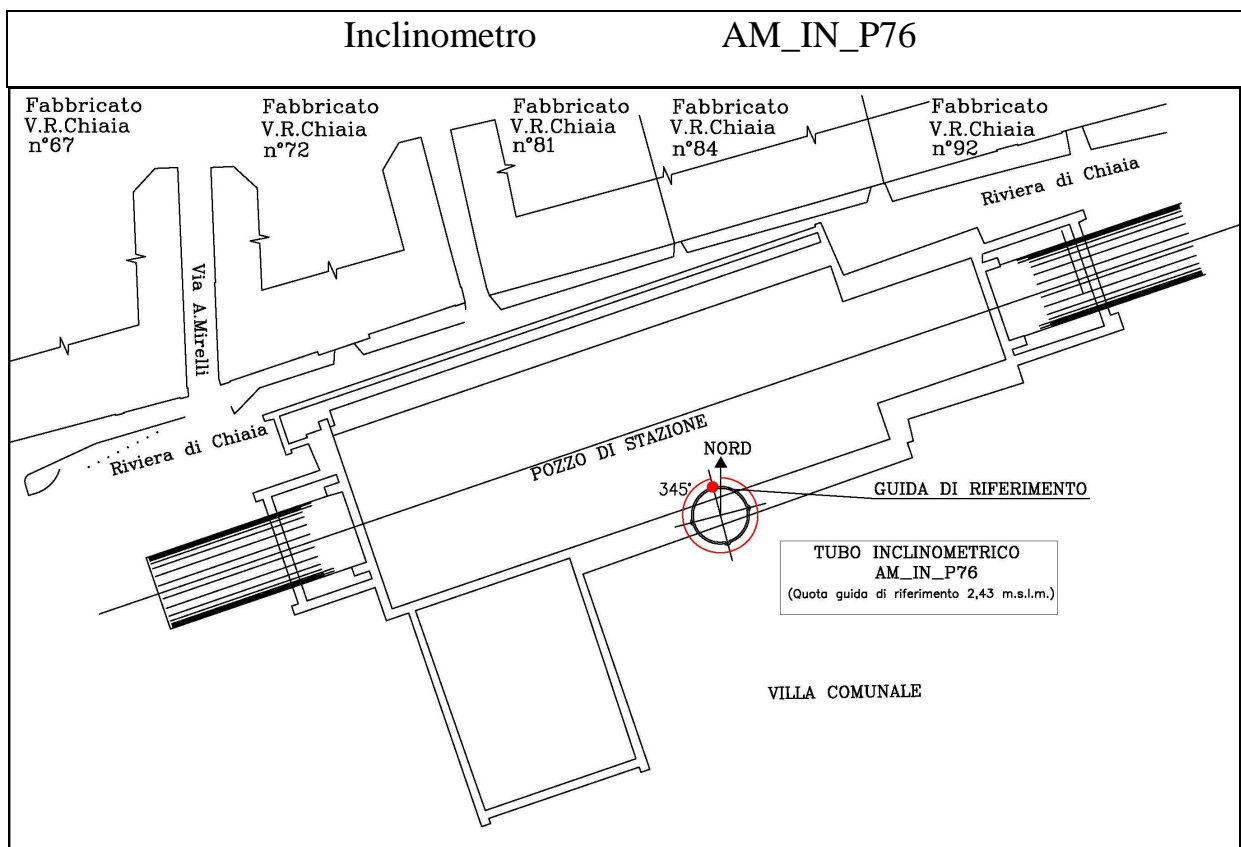 Inclinometro AM_IN_P76
Fabbricato
V.R.Chiaia
n°67
Fabbricato
V.R.Chiaia
n°72
Fabbricato
V.R.Chiaia
n°81
Fabbricato
V.R.Chiaia
n°84
Fabbricato
V.R.Chiaia
n°92
Riviera di Chiaia
Via A.Mirelli
Riviera di Chiaia
POZZO DI STAZIONE
NORD
345°
GUIDA DI RIFERIMENTO
TUBO INCLINOMETRICO
AM_IN_P76
(Quota guida di riferimento 2,43 m.s.l.m.)
VILLA COMUNALE